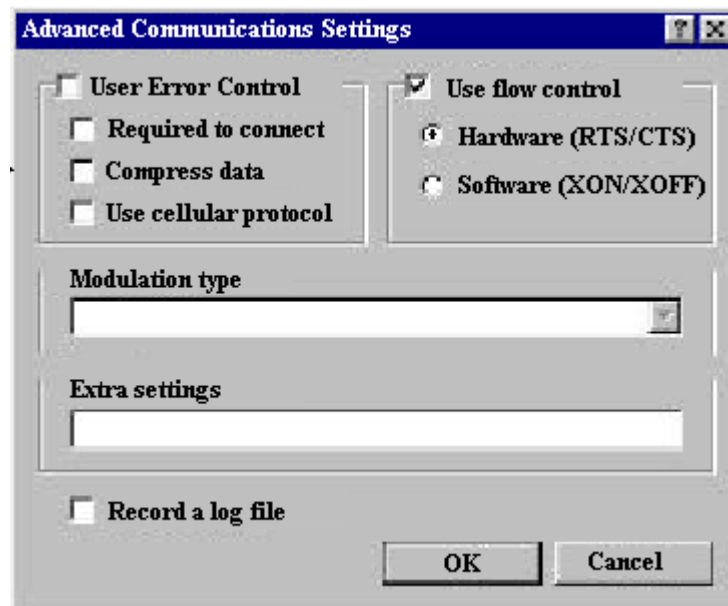 Advanced Communications Settings
User Error Control
Required to connect
Compress data
Use cellular protocol
Use flow control
Hardware (RTS/CTS)
Software (XON/XOFF)
Modulation type
Extra settings
Record a log file
OK
Cancel